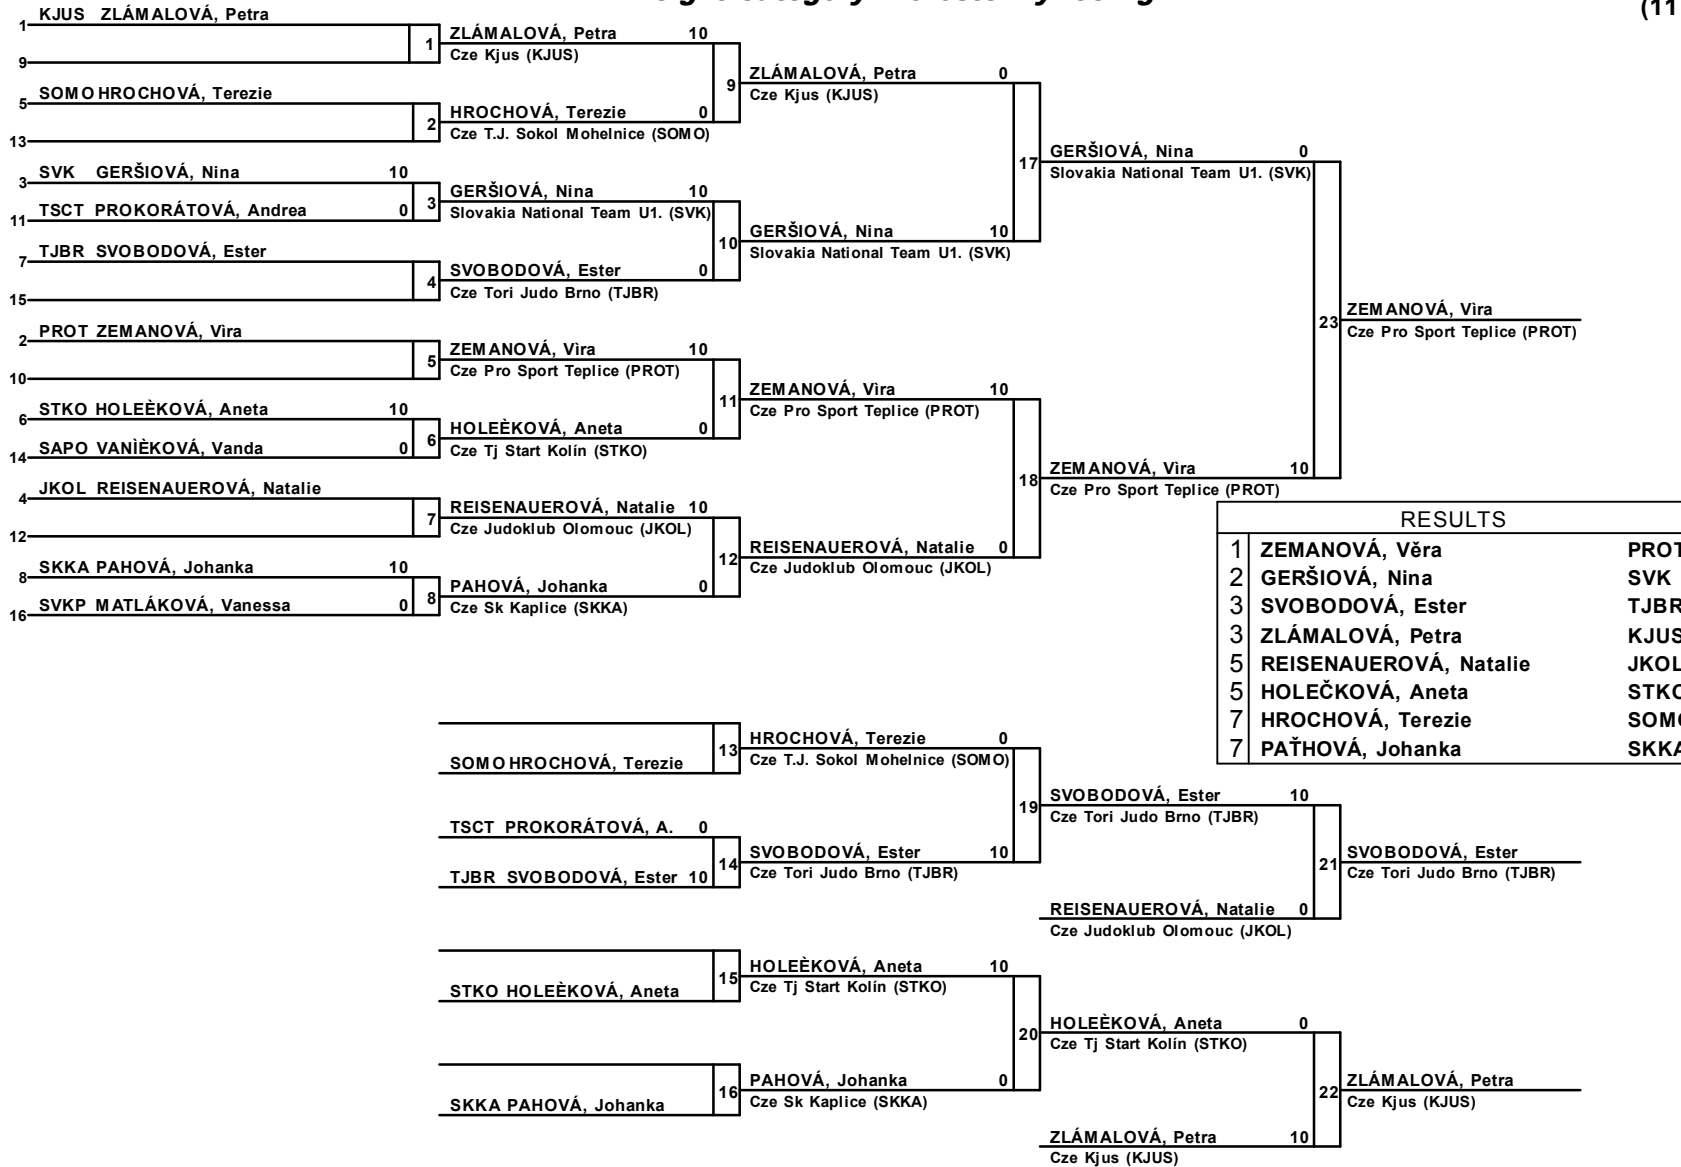 (11
1 KJUS ZLÁMALOVÁ, Petra
9
1 ZLÁMALOVÁ, Petra 10
Cze Kjus (KJUS)
5 SOMO HROCHOVÁ, Terezie
13
2 HROCHOVÁ, Terezie 0
Cze T.J. Sokol Mohelnice (SOMO)
9 ZLÁMALOVÁ, Petra 0
Cze Kjus (KJUS)
3 SVK GERŠIOVÁ, Nina 10
11 TSCT PROKORÁTOVÁ, Andrea 0
3 GERŠIOVÁ, Nina 10
Slovakia National Team U1. (SVK)
7 TJBR SVOBODOVÁ, Ester
15
4 SVOBODOVÁ, Ester 0
Cze Tori Judo Brno (TJBR)
10 GERŠIOVÁ, Nina 10
Slovakia National Team U1. (SVK)
17 GERŠIOVÁ, Nina 0
Slovakia National Team U1. (SVK)
2 PROT ZEMANOVÁ, Vìra
10
5 ZEMANOVÁ, Vìra 10
Cze Pro Sport Teplice (PROT)
6 STKO HOLEÈKOVÁ, Aneta 10
14 SAPO VANÌÈKOVÁ, Vanda 0
6 HOLEÈKOVÁ, Aneta 0
Cze Tj Start Kolín (STKO)
11 ZEMANOVÁ, Vìra 10
Cze Pro Sport Teplice (PROT)
4 JKOL REISENAUEROVÁ, Natalie
12
7 REISENAUEROVÁ, Natalie 10
Cze Judoklub Olomouc (JKOL)
8 SKKA PAHOVÁ, Johanka 10
16 SVKP MATLÁKOVÁ, Vanessa 0
8 PAHOVÁ, Johanka 0
Cze Sk Kaplice (SKKA)
12 REISENAUEROVÁ, Natalie 0
Cze Judoklub Olomouc (JKOL)
18 ZEMANOVÁ, Vìra 10
Cze Pro Sport Teplice (PROT)
23 ZEMANOVÁ, Vìra
Cze Pro Sport Teplice (PROT)
RESULTS
1 ZEMANOVÁ, Věra PROT
2 GERŠIOVÁ, Nina SVK
3 SVOBODOVÁ, Ester TJBR
3 ZLÁMALOVÁ, Petra KJUS
5 REISENAUEROVÁ, Natalie JKOL
5 HOLEČKOVÁ, Aneta STKO
7 HROCHOVÁ, Terezie SOMO
7 PAŤHOVÁ, Johanka SKKA
SOMO HROCHOVÁ, Terezie
13 HROCHOVÁ, Terezie 0
Cze T.J. Sokol Mohelnice (SOMO)
TSCT PROKORÁTOVÁ, A. 0
TJBR SVOBODOVÁ, Ester 10
14 SVOBODOVÁ, Ester 10
Cze Tori Judo Brno (TJBR)
19 SVOBODOVÁ, Ester 10
Cze Tori Judo Brno (TJBR)
REISENAUEROVÁ, Natalie 0
Cze Judoklub Olomouc (JKOL)
21 SVOBODOVÁ, Ester
Cze Tori Judo Brno (TJBR)
STKO HOLEÈKOVÁ, Aneta
15 HOLEÈKOVÁ, Aneta 10
Cze Tj Start Kolín (STKO)
SKKA PAHOVÁ, Johanka
16 PAHOVÁ, Johanka 0
Cze Sk Kaplice (SKKA)
20 HOLEÈKOVÁ, Aneta 0
Cze Tj Start Kolín (STKO)
ZLÁMALOVÁ, Petra 10
Cze Kjus (KJUS)
22 ZLÁMALOVÁ, Petra
Cze Kjus (KJUS)